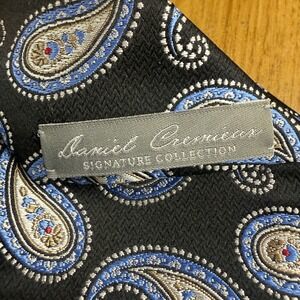 Daniel Cremieux
SIGNATURE COLLECTION